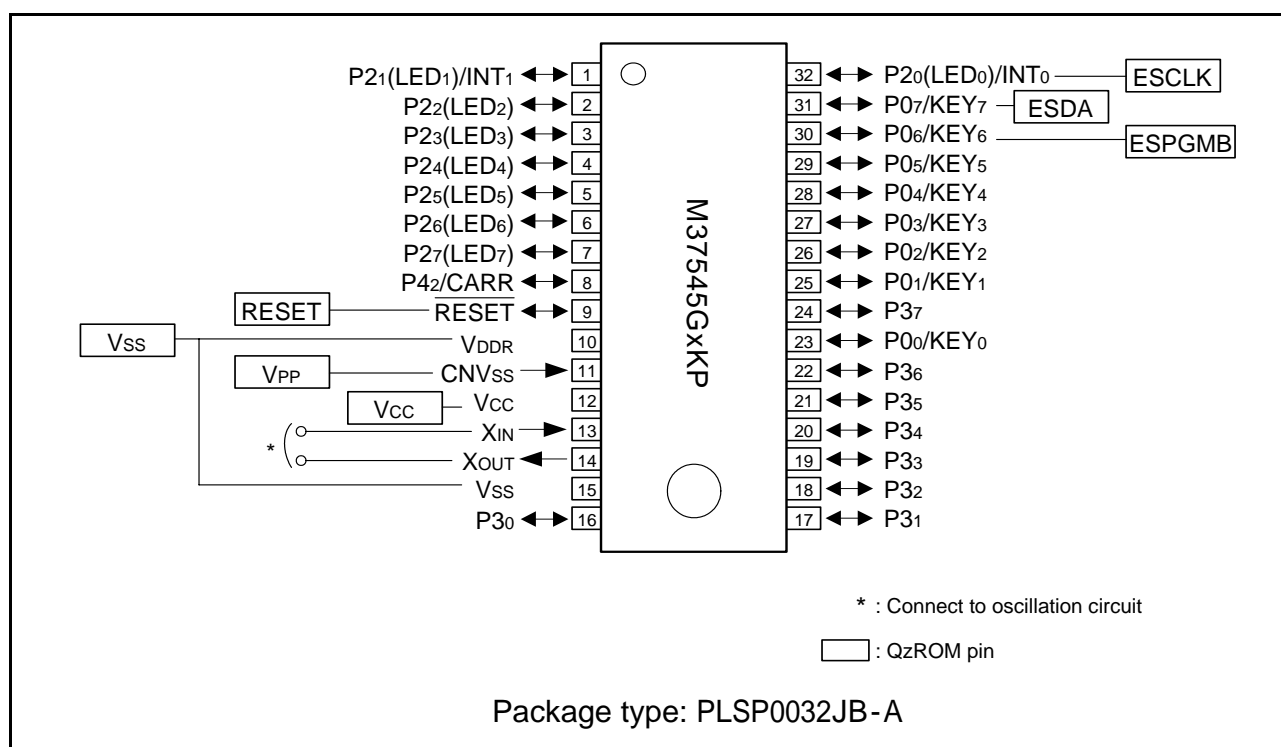 P21(LED1)/INT1 1
P22(LED2) 2
P23(LED3) 3
P24(LED4) 4
P25(LED5) 5
P26(LED6) 6
P27(LED7) 7
P42/CARR 8
RESET RESET 9
Vss VDDR 10
VPP CNVss 11
Vcc Vcc 12
* XIN 13
XOUT 14
Vss 15
P30 16
M37545GxKP
32 P20(LED0)/INT0 ESCLK
31 P07/KEY7 ESDA
30 P06/KEY6 ESPGMB
29 P05/KEY5
28 P04/KEY4
27 P03/KEY3
26 P02/KEY2
25 P01/KEY1
24 P37
23 P00/KEY0
22 P36
21 P35
20 P34
19 P33
18 P32
17 P31
* : Connect to oscillation circuit
: QzROM pin
Package type: PLSP0032JB-A